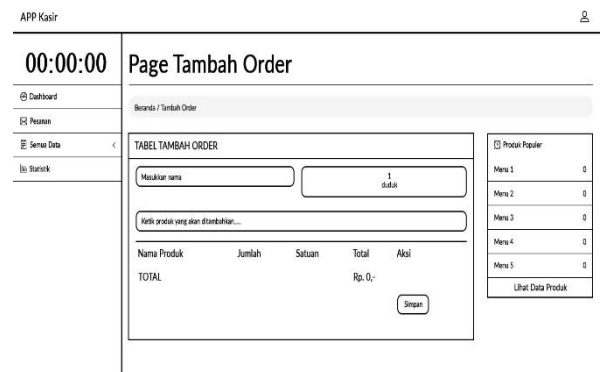 APP Kasir
00:00:00
Dashboard
Pesanan
Semua Data <
Statistik
Page Tambah Order
Beranda / Tambah Order
TABEL TAMBAH ORDER
Masukkan nama
1
duduk
Ketik produk yang akan ditambahkan....
Nama Produk Jumlah Satuan Total Aksi
TOTAL Rp. 0,-
Simpan
Produk Populer
Menu 1 0
Menu 2 0
Menu 3 0
Menu 4 0
Menu 5 0
Lihat Data Produk